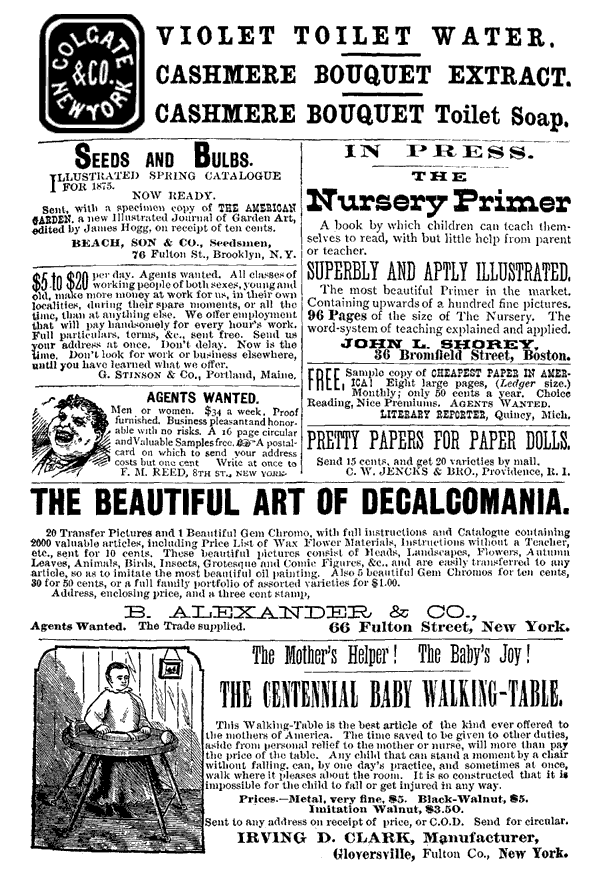 COLGATE
& CO.
NEW YORK
VIOLET TOILET WATER.
CASHMERE BOUQUET EXTRACT.
CASHMERE BOUQUET Toilet Soap.
SEEDS AND BULBS.
ILLUSTRATED SPRING CATALOGUE
FOR 1875.
NOW READY.
Sent, with a specimen copy of THE AMERICAN
GARDEN, a new Illustrated Journal of Garden Art,
edited by James Hogg, on receipt of ten cents.
BEACH, SON & CO., Seedsmen,
76 Fulton St., Brooklyn, N. Y.
$5 to $20 per day. Agents wanted. All classes of
working people of both sexes, young and
old, make more money at work for us, in their own
localities, during their spare moments, or all the
time, than at anything else. We offer employment
that will pay handsomely for every hour's work.
Full particulars, terms, &c., sent free. Send us
your address at once. Don't delay. Now is the
time. Don't look for work or business elsewhere,
until you have learned what we offer.
G. STINSON & CO., Portland, Maine.
AGENTS WANTED.
Men or women. $34 a week. Proof
furnished. Business pleasant and honor-
able with no risks. A 16 page circular
and Valuable Samples free. ☞ A postal-
card on which to send your address
costs but one cent Write at once to
F. M. REED, 8TH ST., NEW YORK.
IN PRESS.
THE
Nursery Primer
A book by which children can teach them-
selves to read, with but little help from parent
or teacher.
SUPERBLY AND APTLY ILLUSTRATED.
The most beautiful Primer in the market.
Containing upwards of a hundred fine pictures.
96 Pages of the size of The Nursery. The
word-system of teaching explained and applied.
JOHN L. SHOREY,
36 Bromfield Street, Boston.
FREE, Sample copy of CHEAPEST PAPER IN AMER-
ICA! Eight large pages, (Ledger size.)
Monthly; only 50 cents a year. Choice
Reading, Nice Premiums. AGENTS WANTED.
LITERARY REPORTER, Quincy, Mich.
PRETTY PAPERS FOR PAPER DOLLS.
Send 15 cents, and get 20 varieties by mail.
C. W. JENCKS & BRO., Providence, R. I.
THE BEAUTIFUL ART OF DECALCOMANIA.
20 Transfer Pictures and 1 Beautiful Gem Chromo, with full instructions and Catalogue containing
2000 valuable articles, including Price List of Wax Flower Materials, Instructions without a Teacher,
etc., sent for 10 cents. These beautiful pictures consist of Heads, Landscapes, Flowers, Autumn
Leaves, Animals, Birds, Insects, Grotesque and Comic Figures, &c., and are easily transferred to any
article, so as to imitate the most beautiful oil painting. Also 5 beautiful Gem Chromos for ten cents,
30 for 50 cents, or a full family portfolio of assorted varieties for $1.00.
Address, enclosing price, and a three cent stamp,
B. ALEXANDER & CO.,
Agents Wanted. The Trade supplied. 66 Fulton Street, New York.
The Mother's Helper! The Baby's Joy!
THE CENTENNIAL BABY WALKING-TABLE.
This Walking-Table is the best article of the kind ever offered to
the mothers of America. The time saved to be given to other duties,
aside from personal relief to the mother or nurse, will more than pay
the price of the table. Any child that can stand a moment by a chair
without falling, can, by one day's practice, and sometimes at once,
walk where it pleases about the room. It is so constructed that it is
impossible for the child to fall or get injured in any way.
Prices.—Metal, very fine, $5. Black-Walnut, $5.
Imitation Walnut, $3.50.
Sent to any address on receipt of price, or C.O.D. Send for circular.
IRVING D. CLARK, Manufacturer,
Gloversville, Fulton Co., New York.